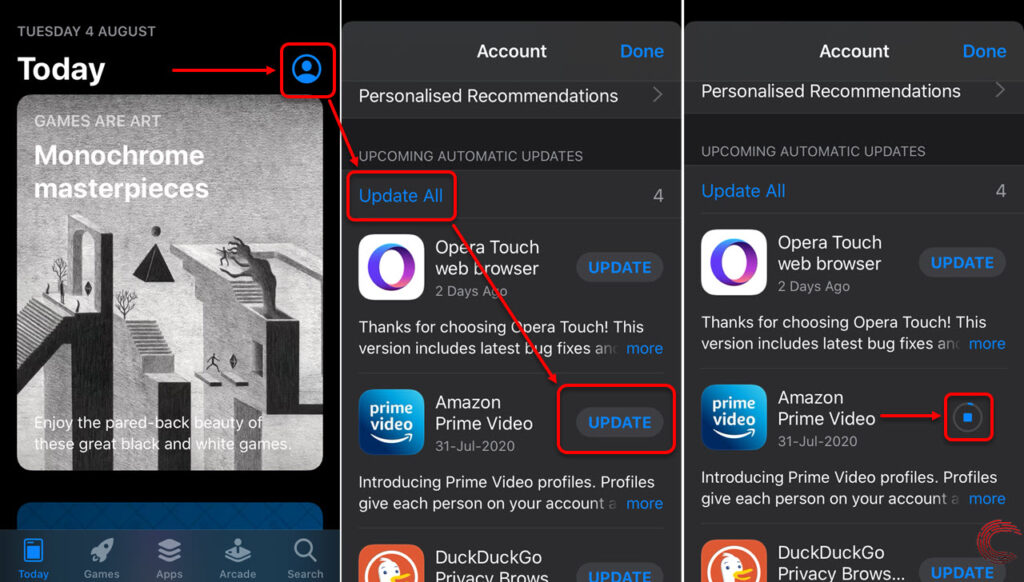 TUESDAY 4 AUGUST
Today
GAMES ARE ART
Monochrome
masterpieces
Enjoy the pared-back beauty of
these great black and white games.
Today
Games
Apps
Arcade
Search
Account
Done
Personalised Recommendations
UPCOMING AUTOMATIC UPDATES
Update All
4
Opera Touch
web browser
2 Days Ago
UPDATE
Thanks for choosing Opera Touch! This
version includes latest bug fixes and
more
prime
video
Amazon
Prime Video
31-Jul-2020
UPDATE
Introducing Prime Video profiles. Profiles
give each person on your account a
more
DuckDuckGo
Privacy Brows...
UPDATE
Account
Done
Personalised Recommendations
UPCOMING AUTOMATIC UPDATES
Update All
4
Opera Touch
web browser
2 Days Ago
UPDATE
Thanks for choosing Opera Touch! This
version includes latest bug fixes and
more
prime
video
Amazon
Prime Video
31-Jul-2020
Introducing Prime Video profiles. Profiles
give each person on your account a
more
DuckDuckGo
Privacy Brows...
UPDATE